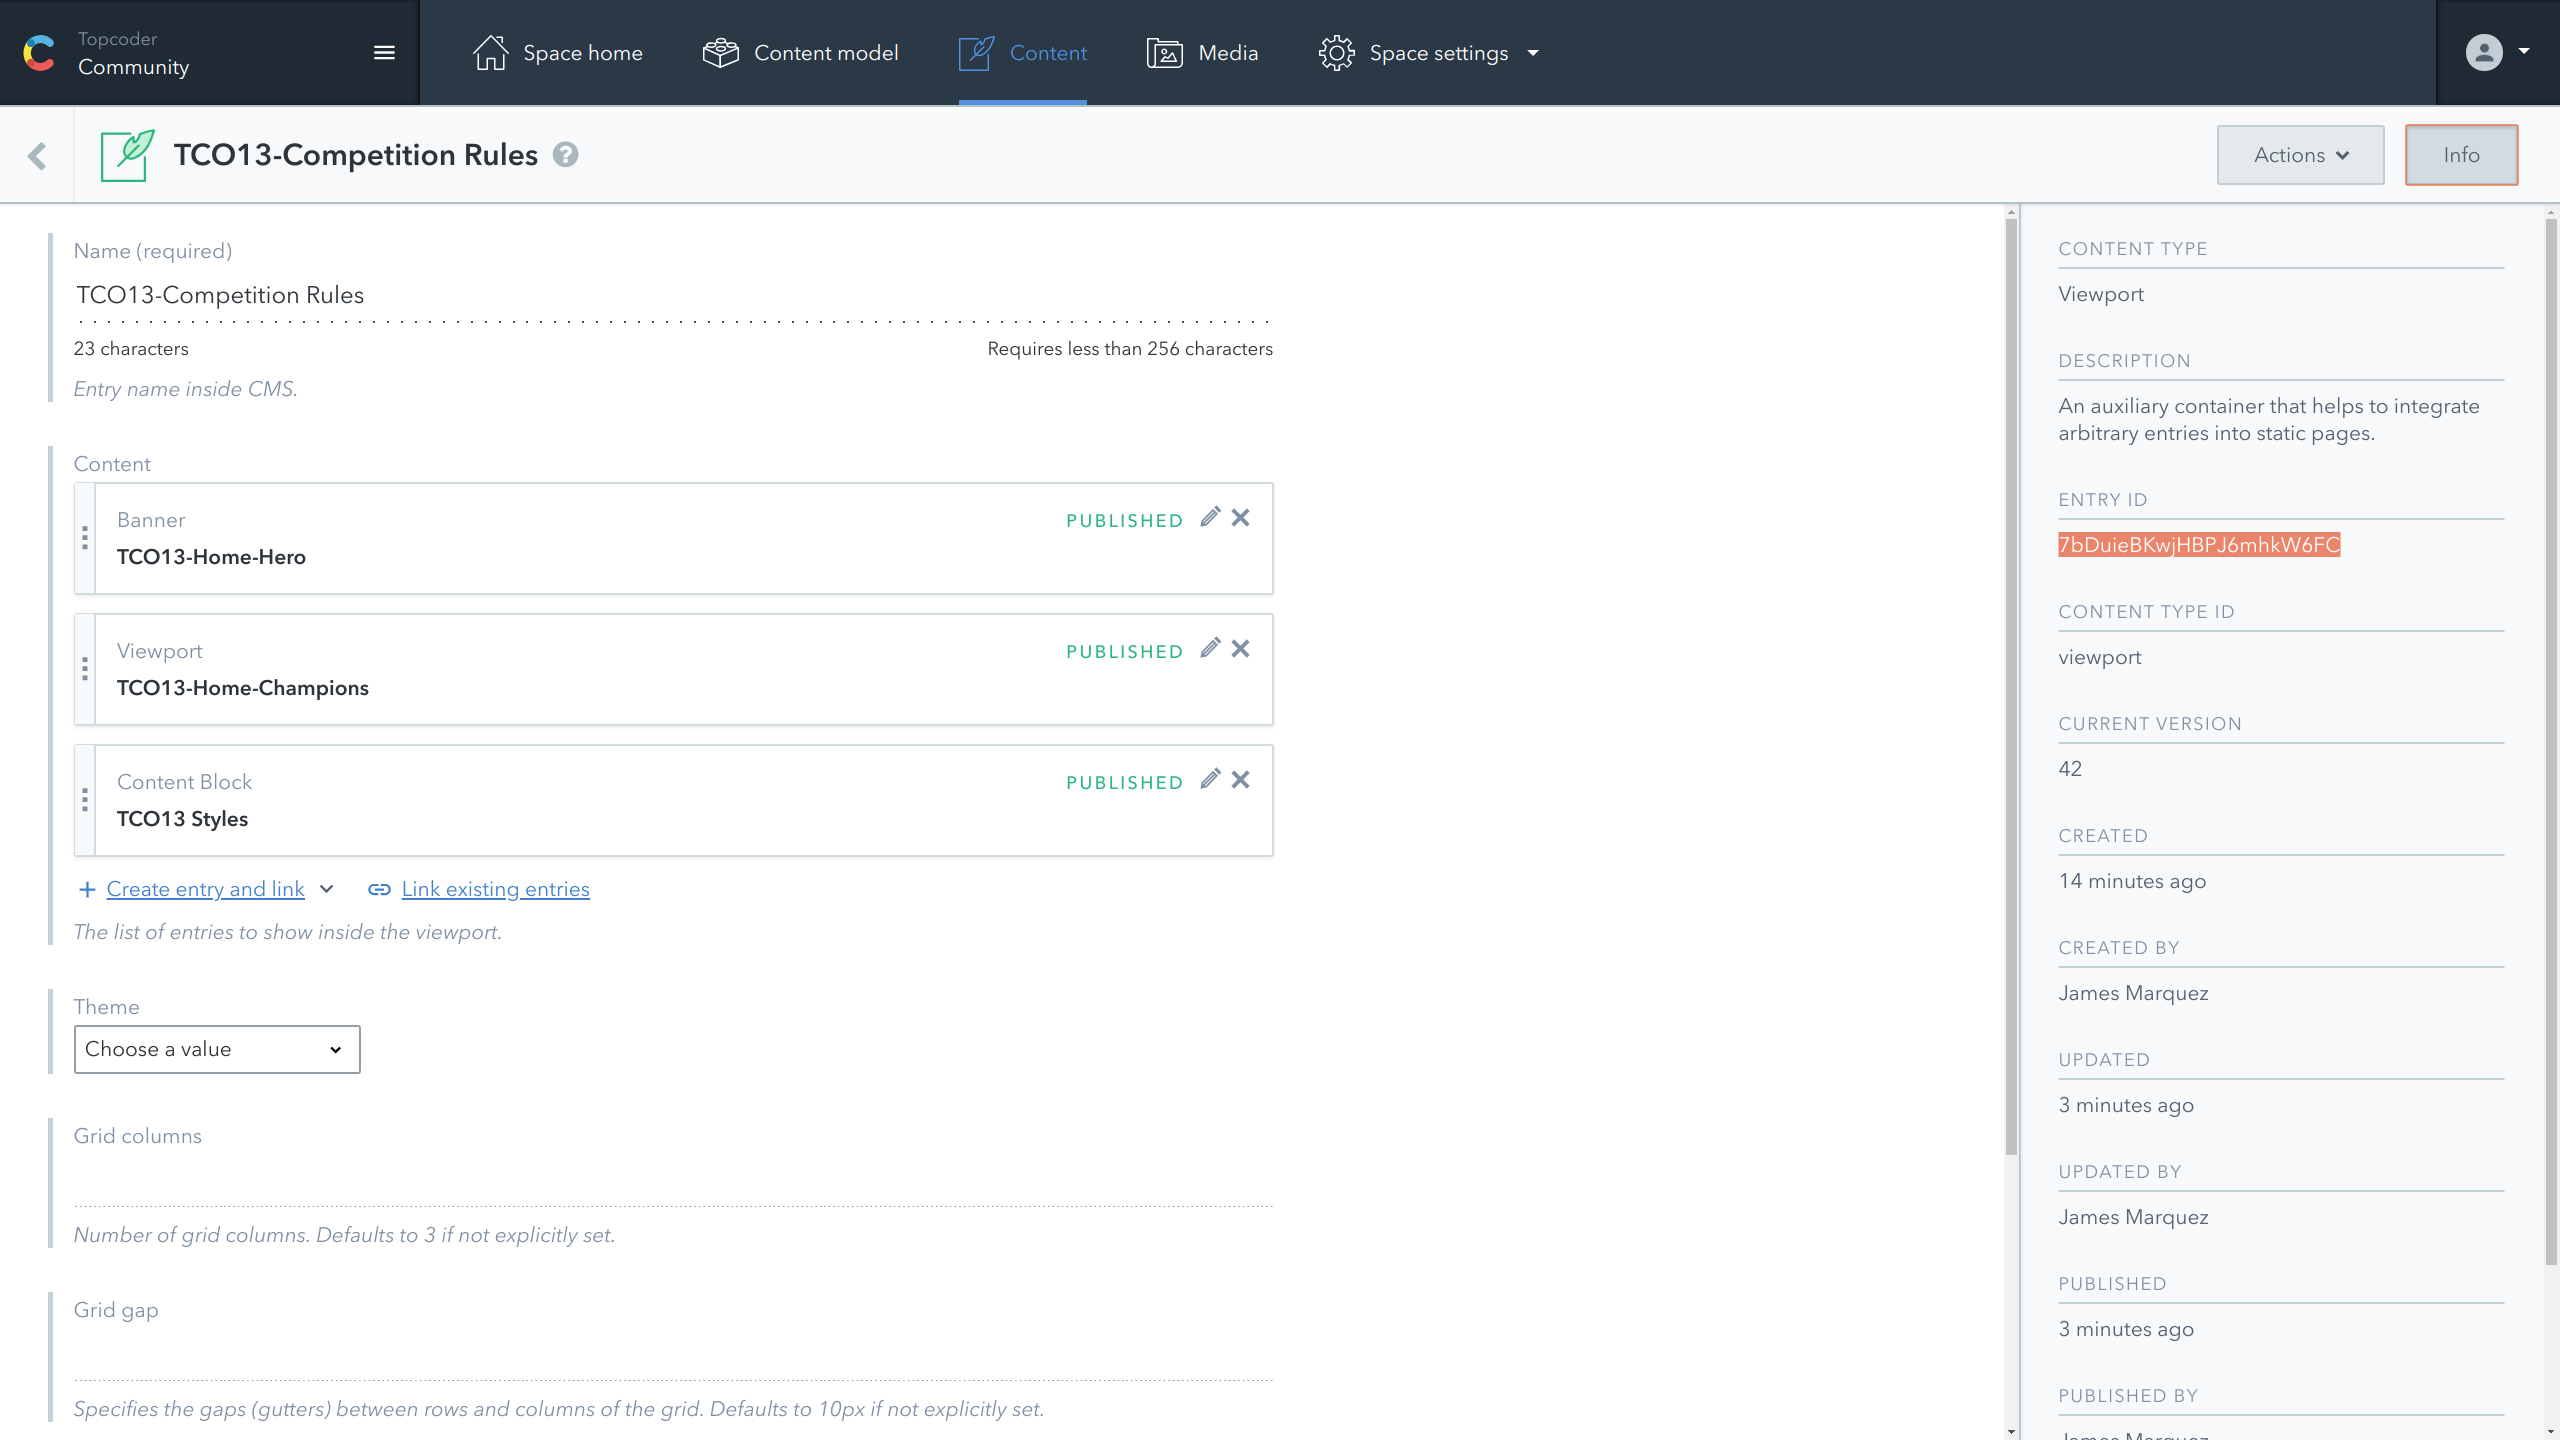 Topcoder
Community
Space home
Content model
Content
Media
Space settings
TCO13-Competition Rules
?
Actions
Info
Name (required)
TCO13-Competition Rules
23 characters
Requires less than 256 characters
Entry name inside CMS.
Content
Banner
PUBLISHED
TCO13-Home-Hero
Viewport
PUBLISHED
TCO13-Home-Champions
Content Block
PUBLISHED
TCO13 Styles
Create entry and link
Link existing entries
The list of entries to show inside the viewport.
Theme
Choose a value
Grid columns
Number of grid columns. Defaults to 3 if not explicitly set.
Grid gap
Specifies the gaps (gutters) between rows and columns of the grid. Defaults to 10px if not explicitly set.
CONTENT TYPE
Viewport
DESCRIPTION
An auxiliary container that helps to integrate
arbitrary entries into static pages.
ENTRY ID
7bDuieBKwjHBPJ6mhkW6FC
CONTENT TYPE ID
viewport
CURRENT VERSION
42
CREATED
14 minutes ago
CREATED BY
James Marquez
UPDATED
3 minutes ago
UPDATED BY
James Marquez
PUBLISHED
3 minutes ago
PUBLISHED BY
James Marquez